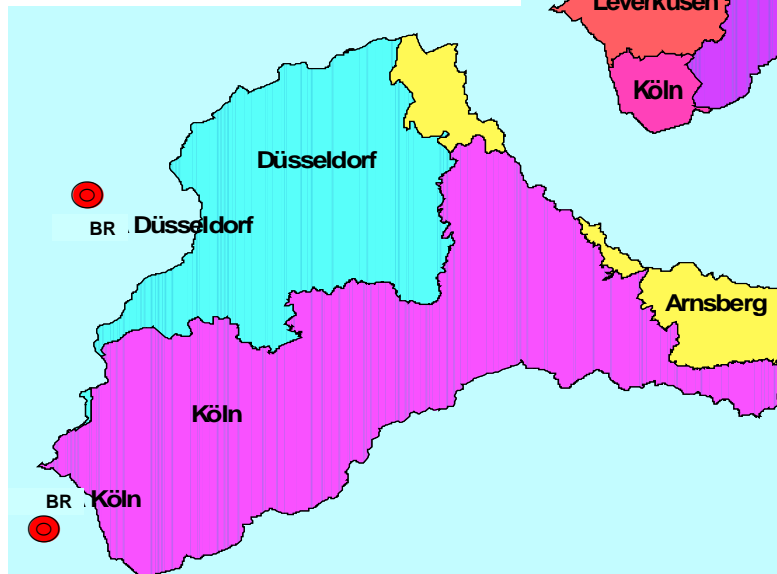 Leverkusen
Köln
Düsseldorf
BR Düsseldorf
Arnsberg
Köln
BR Köln